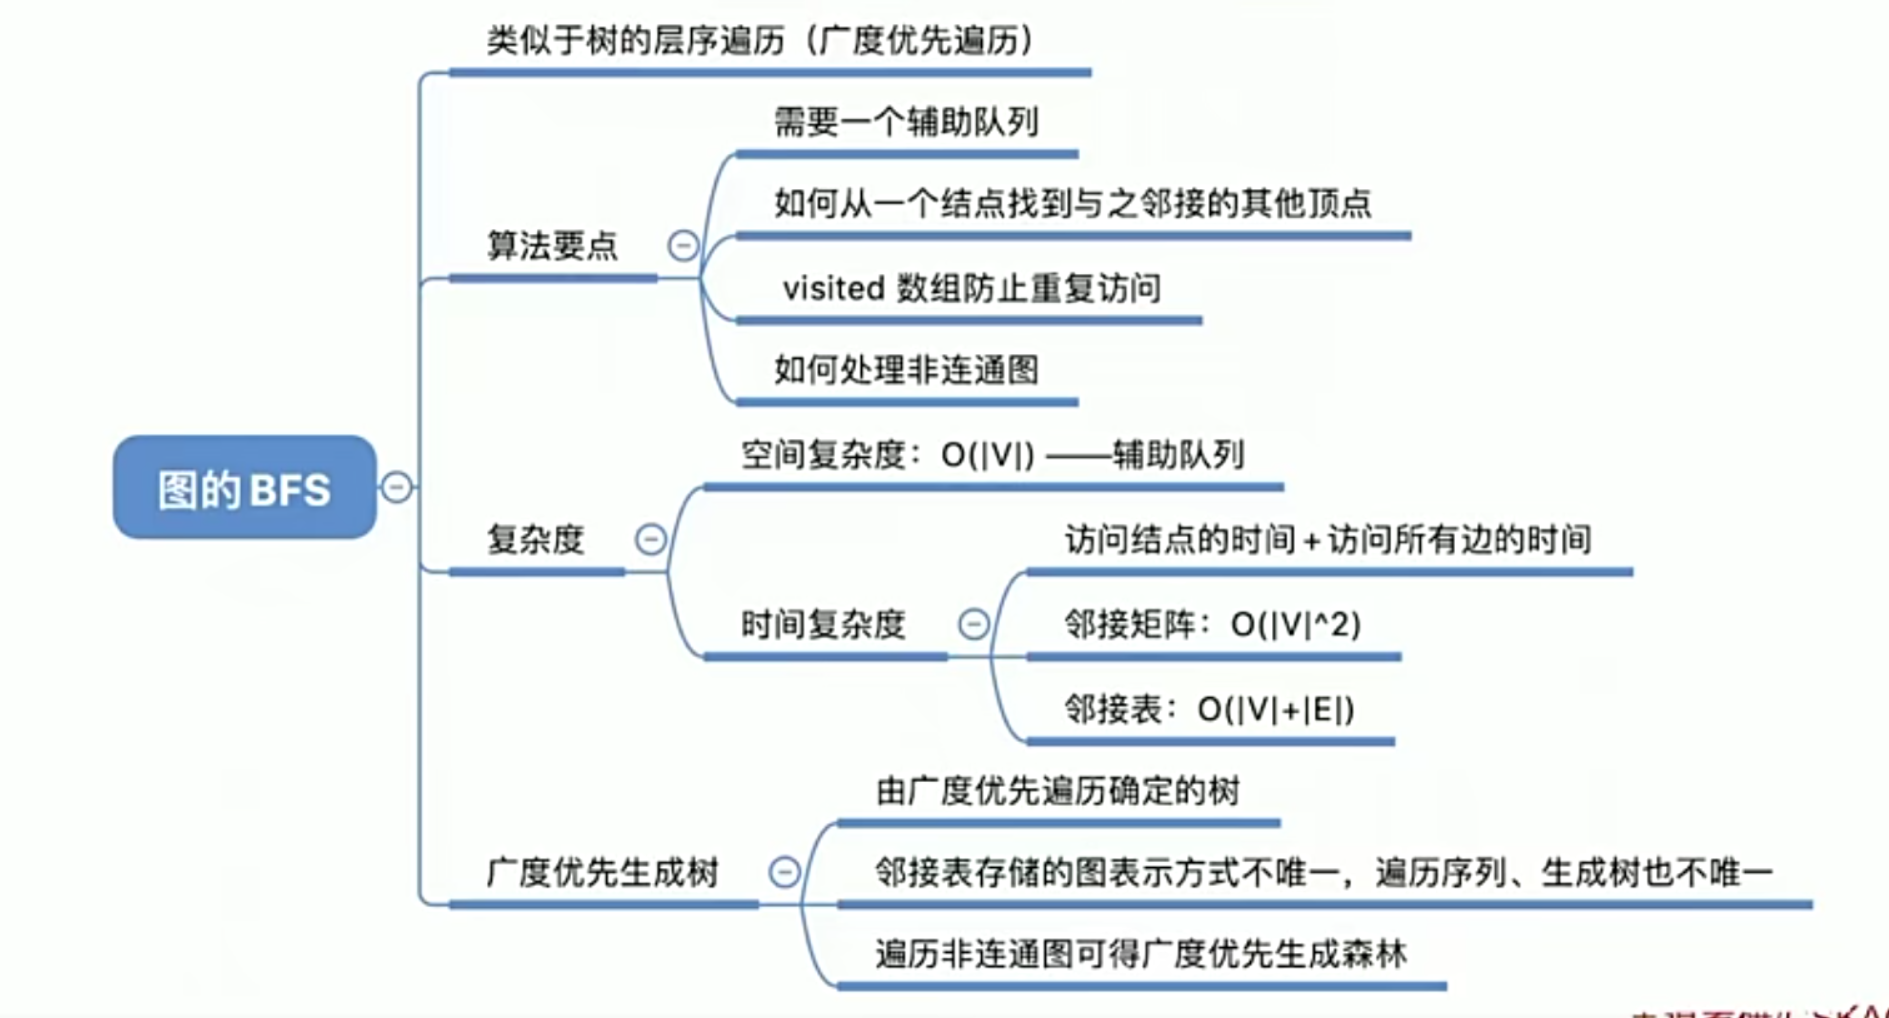 类似于树的层序遍历（广度优先遍历）
需要一个辅助队列
如何从一个结点找到与之邻接的其他顶点
算法要点
visited 数组防止重复访问
如何处理非连通图
空间复杂度：O(|V|) ——辅助队列
图的 BFS
复杂度
访问结点的时间+访问所有边的时间
时间复杂度
邻接矩阵：O(|V|^2)
邻接表：O(|V|+|E|)
由广度优先遍历确定的树
广度优先生成树
邻接表存储的图表示方式不唯一，遍历序列、生成树也不唯一
遍历非连通图可得广度优先生成森林